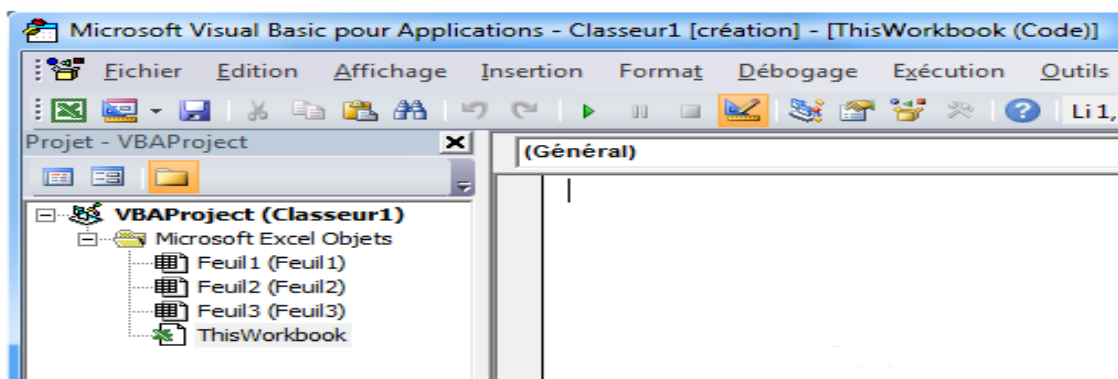 Microsoft Visual Basic pour Applications - Classeur1 [création] - [ThisWorkbook (Code)]
Fichier Edition Affichage Insertion Format Débogage Exécution Outils
Li 1,
Projet - VBAProject
(Général)
VBAProject (Classeur1)
Microsoft Excel Objets
Feuil1 (Feuil1)
Feuil2 (Feuil2)
Feuil3 (Feuil3)
ThisWorkbook